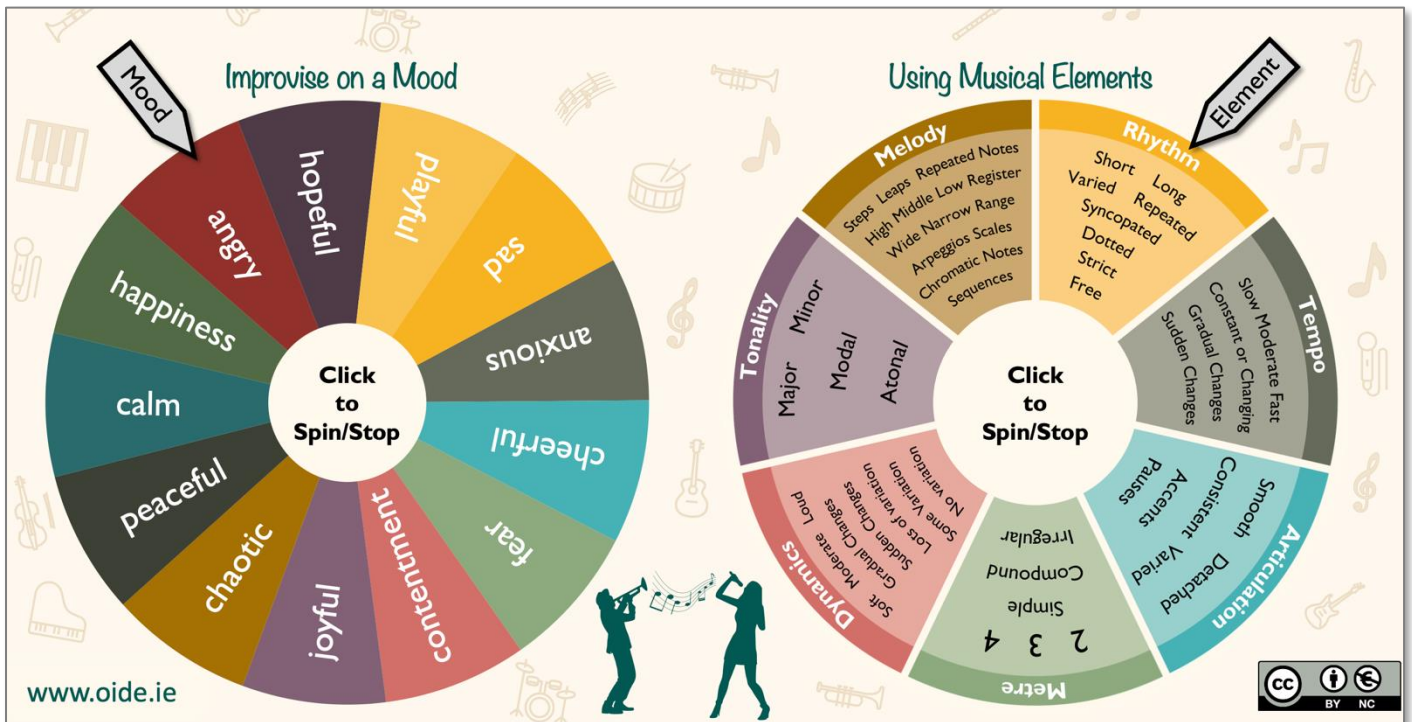 Improvise on a Mood
Mood
hopeful
playful
sad
anxious
cheerful
fear
contentment
joyful
chaotic
peaceful
calm
happiness
angry
Click
to
Spin/Stop
Using Musical Elements
Element
Melody
Steps Leaps Repeated Notes
High Middle Low Register
Wide Narrow Range
Arpeggios Scales
Chromatic Notes
Sequences
Rhythm
Short Long
Varied Repeated
Syncopated
Dotted
Strict
Free
Tempo
Slow Moderate Fast
Constant or Changing
Gradual Changes
Sudden Changes
Articulation
Smooth Detached
Consistent Varied
Accents
Pauses
Metre
2 3 4
Simple
Compound
Irregular
Dynamics
Soft Moderate Loud
Gradual Changes
Sudden Changes
Lots of variation
Some Variation
No variation
Tonality
Major Minor
Modal
Atonal
Click
to
Spin/Stop
www.oide.ie
cc
BY NC